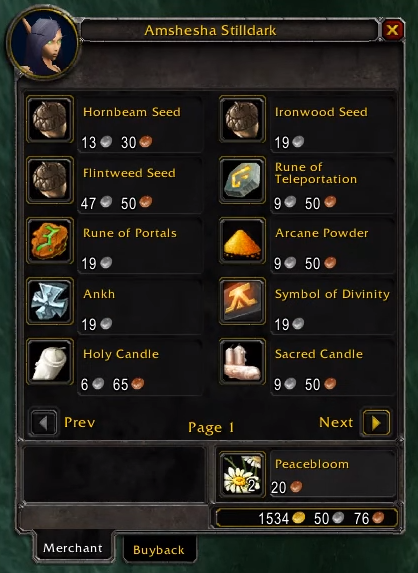 Amshesha Stilldark
Hornbeam Seed
13 30
Ironwood Seed
19
Flintweed Seed
47 50
Rune of
Teleportation
9 50
Rune of Portals
19
Arcane Powder
9 50
Ankh
19
Symbol of Divinity
19
Holy Candle
6 65
Sacred Candle
9 50
Prev
Page 1
Next
Peacebloom
2
20
1534 50 76
Merchant
Buyback